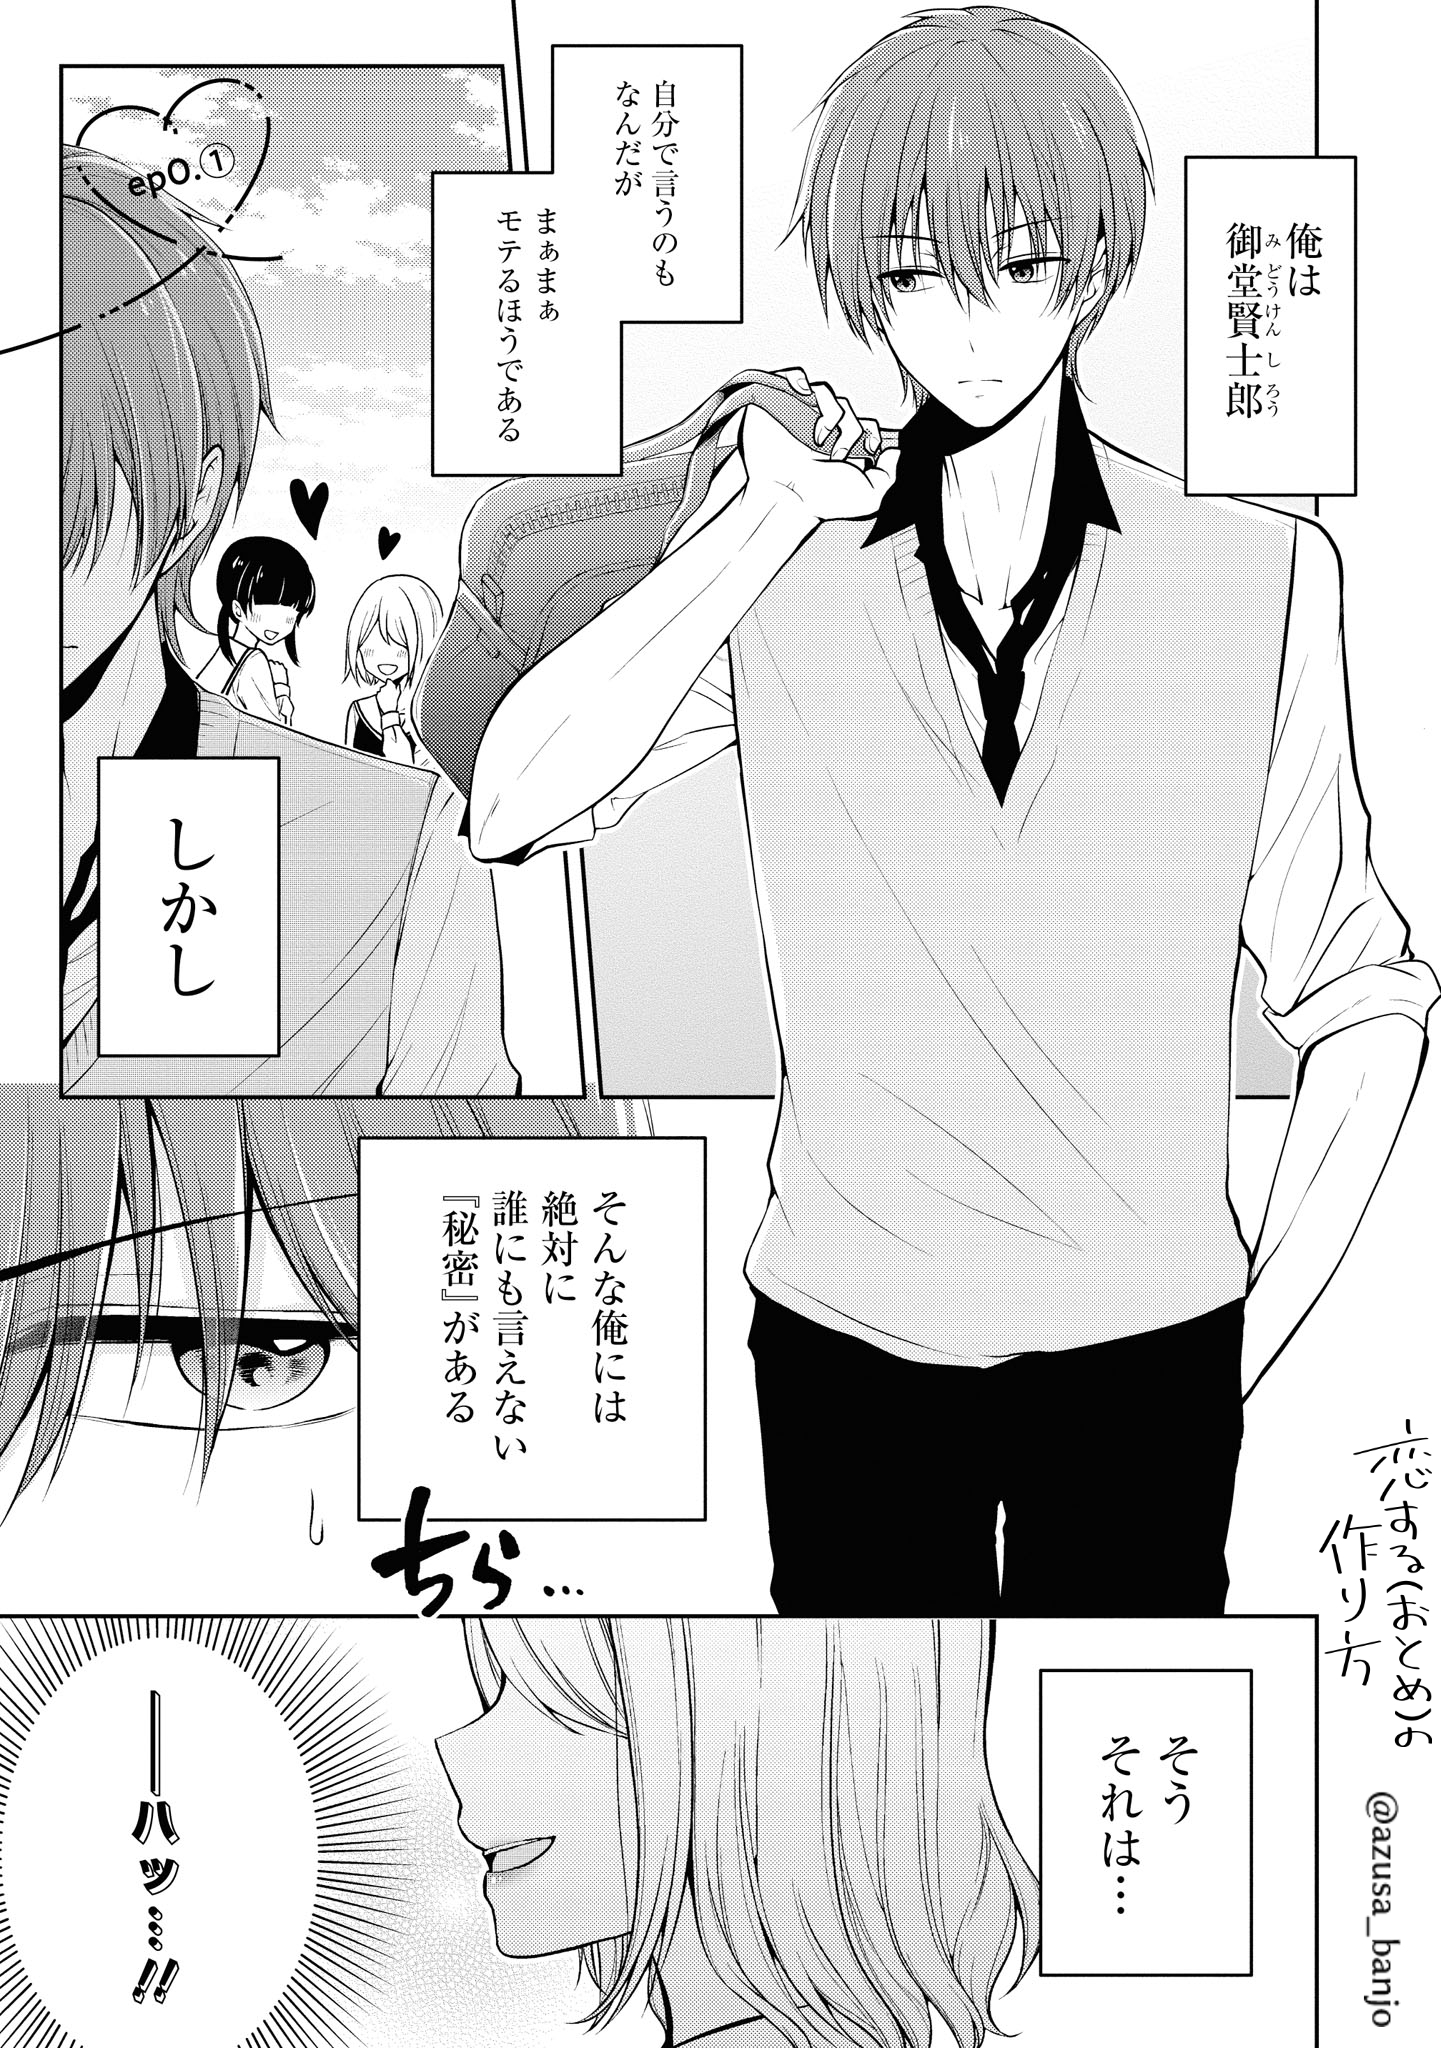 俺は
御堂賢士郎
みどうけんしろう
自分で言うのも
なんだが
まぁまぁ
モテるほうである
ep0.①
しかし
そんな俺には
絶対に
誰にも言えない
『秘密』がある
ちら…
そう
それは…
──ハッ…!!
恋する(おとめ)の
作り方
@azusa_banjo